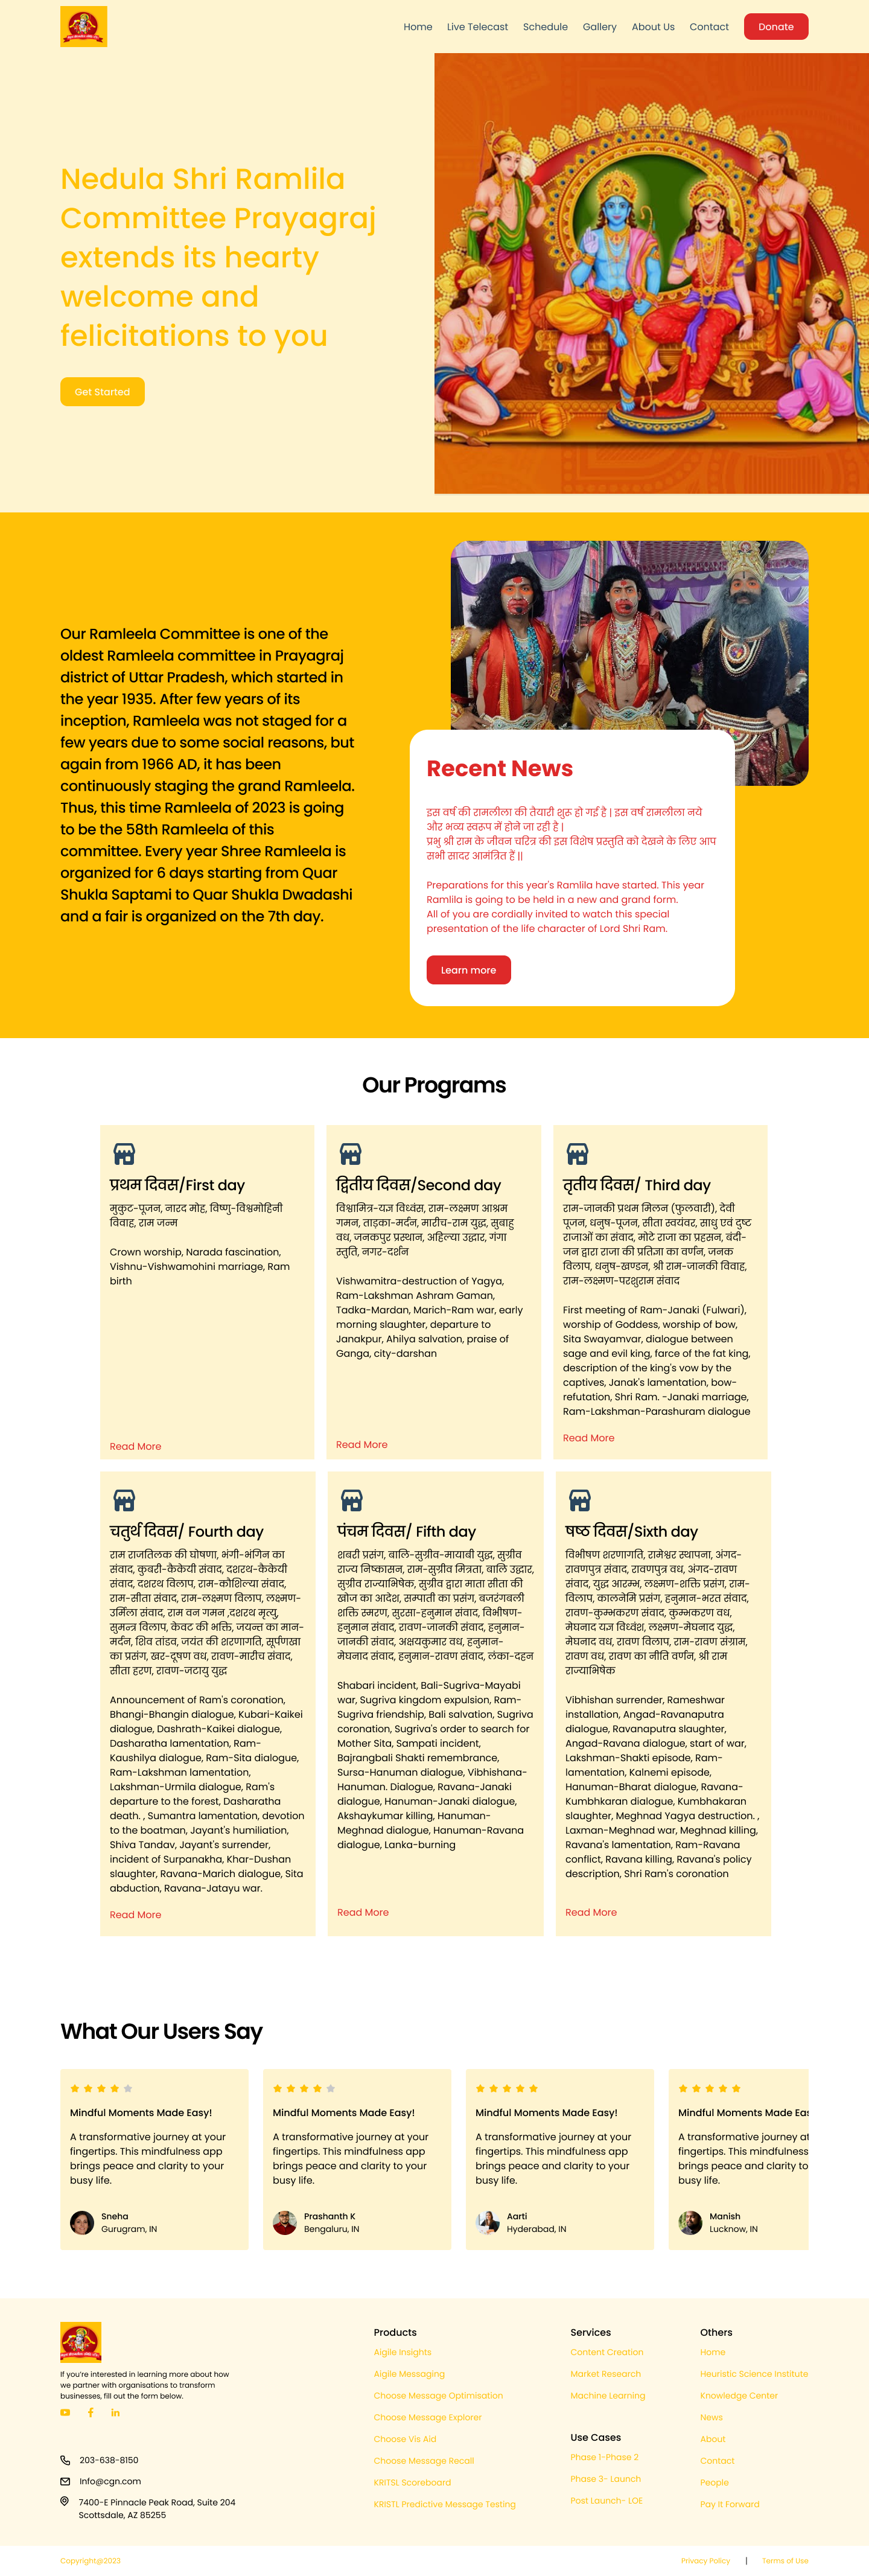 Home Live Telecast Schedule Gallery About Us Contact Donate
Nedula Shri Ramlila
Committee Prayagraj
extends its hearty
welcome and
felicitations to you
Get Started
Our Ramleela Committee is one of the
oldest Ramleela committee in Prayagraj
district of Uttar Pradesh, which started in
the year 1935. After few years of its
inception, Ramleela was not staged for a
few years due to some social reasons, but
again from 1966 AD, it has been
continuously staging the grand Ramleela.
Thus, this time Ramleela of 2023 is going
to be the 58th Ramleela of this
committee. Every year Shree Ramleela is
organized for 6 days starting from Quar
Shukla Saptami to Quar Shukla Dwadashi
and a fair is organized on the 7th day.
Recent News
इस वर्ष की रामलीला की तैयारी शुरू हो गई है | इस वर्ष रामलीला नये
और भव्य स्वरूप में होने जा रही है |
प्रभु श्री राम के जीवन चरित्र की इस विशेष प्रस्तुति को देखने के लिए आप
सभी सादर आमंत्रित हें ||
Preparations for this year's Ramlila have started. This year
Ramlila is going to be held in a new and grand form.
All of you are cordially invited to watch this special
presentation of the life character of Lord Shri Ram.
Learn more
Our Programs
प्रथम दिवस/First day
मुकुट-पूजन, नारद मोह, विष्णु-विश्वमोहिनी
विवाह, राम जन्म
Crown worship, Narada fascination,
Vishnu-Vishwamohini marriage, Ram
birth
Read More
द्वितीय दिवस/Second day
विश्वामित्र-यज्ञ विध्वंस, राम-लक्ष्मण आश्रम
गमन, ताड़का-मर्दन, मारीच-राम युद्ध, सुबाहु
वध, जनकपुर प्रस्थान, अहिल्या उद्धार, गंगा
स्तुति, नगर-दर्शन
Vishwamitra-destruction of Yagya,
Ram-Lakshman Ashram Gaman,
Tadka-Mardan, Marich-Ram war, early
morning slaughter, departure to
Janakpur, Ahilya salvation, praise of
Ganga, city-darshan
Read More
तृतीय दिवस/ Third day
राम-जानकी प्रथम मिलन (फुलवारी), देवी
पूजन, धनुष-पूजन, सीता स्वयंवर, साधु एवं दुष्ट
राजाओं का संवाद, मोटे राजा का प्रहसन, बंदी-
जन द्वारा राजा की प्रतिज्ञा का वर्णन, जनक
विलाप, धनुष-खण्डन, श्री राम-जानकी विवाह,
राम-लक्ष्मण-परशुराम संवाद
First meeting of Ram-Janaki (Fulwari),
worship of Goddess, worship of bow,
Sita Swayamvar, dialogue between
sage and evil king, farce of the fat king,
description of the king's vow by the
captives, Janak's lamentation, bow-
refutation, Shri Ram. -Janaki marriage,
Ram-Lakshman-Parashuram dialogue
Read More
चतुर्थ दिवस/ Fourth day
राम राजतिलक की घोषणा, भंगी-भंगिन का
संवाद, कुबरी-कैकेयी संवाद, दशरथ-कैकेयी
संवाद, दशरथ विलाप, राम-कौशिल्या संवाद,
राम-सीता संवाद, राम-लक्ष्मण विलाप, लक्ष्मण-
उर्मिला संवाद, राम वन गमन ,दशरथ मृत्यु,
सुमन्त्र विलाप, केवट की भक्ति, जयन्त का मान-
मर्दन, शिव तांडव, जयंत की शरणागति, सूर्पणखा
का प्रसंग, खर-दूषण वध, रावण-मारीच संवाद,
सीता हरण, रावण-जटायु युद्ध
Announcement of Ram's coronation,
Bhangi-Bhangin dialogue, Kubari-Kaikei
dialogue, Dashrath-Kaikei dialogue,
Dasharatha lamentation, Ram-
Kaushilya dialogue, Ram-Sita dialogue,
Ram-Lakshman lamentation,
Lakshman-Urmila dialogue, Ram's
departure to the forest, Dasharatha
death. , Sumantra lamentation, devotion
to the boatman, Jayant's humiliation,
Shiva Tandav, Jayant's surrender,
incident of Surpanakha, Khar-Dushan
slaughter, Ravana-Marich dialogue, Sita
abduction, Ravana-Jatayu war.
Read More
पंचम दिवस/ Fifth day
शबरी प्रसंग, बालि-सुग्रीव-मायाबी युद्ध, सुग्रीव
राज्य निष्कासन, राम-सुग्रीव मित्रता, बालि उद्धार,
सुग्रीव राज्याभिषेक, सुग्रीव द्वारा माता सीता की
खोज का आदेश, सम्पाती का प्रसंग, बजरंगबली
शक्ति स्मरण, सुरसा-हनुमान संवाद, विभीषण-
हनुमान संवाद, रावण-जानकी संवाद, हनुमान-
जानकी संवाद, अक्षयकुमार वध, हनुमान-
मेघनाद संवाद, हनुमान-रावण संवाद, लंका-दहन
Shabari incident, Bali-Sugriva-Mayabi
war, Sugriva kingdom expulsion, Ram-
Sugriva friendship, Bali salvation, Sugriva
coronation, Sugriva's order to search for
Mother Sita, Sampati incident,
Bajrangbali Shakti remembrance,
Sursa-Hanuman dialogue, Vibhishana-
Hanuman. Dialogue, Ravana-Janaki
dialogue, Hanuman-Janaki dialogue,
Akshaykumar killing, Hanuman-
Meghnad dialogue, Hanuman-Ravana
dialogue, Lanka-burning
Read More
षष्ठ दिवस/Sixth day
विभीषण शरणागति, रामेश्वर स्थापना, अंगद-
रावणपुत्र संवाद, रावणपुत्र वध, अंगद-रावण
संवाद, युद्ध आरम्भ, लक्ष्मण-शक्ति प्रसंग, राम-
विलाप, कालनेमि प्रसंग, हनुमान-भरत संवाद,
रावण-कुम्भकरण संवाद, कुम्भकरण वध,
मेघनाद यज्ञ विध्वंश, लक्ष्मण-मेघनाद युद्ध,
मेघनाद वध, रावण विलाप, राम-रावण संग्राम,
रावण वध, रावण का नीति वर्णन, श्री राम
राज्याभिषेक
Vibhishan surrender, Rameshwar
installation, Angad-Ravanaputra
dialogue, Ravanaputra slaughter,
Angad-Ravana dialogue, start of war,
Lakshman-Shakti episode, Ram-
lamentation, Kalnemi episode,
Hanuman-Bharat dialogue, Ravana-
Kumbhkaran dialogue, Kumbhakaran
slaughter, Meghnad Yagya destruction. ,
Laxman-Meghnad war, Meghnad killing,
Ravana's lamentation, Ram-Ravana
conflict, Ravana killing, Ravana's policy
description, Shri Ram's coronation
Read More
What Our Users Say
Mindful Moments Made Easy!
A transformative journey at your
fingertips. This mindfulness app
brings peace and clarity to your
busy life.
Sneha
Gurugram, IN
Mindful Moments Made Easy!
A transformative journey at your
fingertips. This mindfulness app
brings peace and clarity to your
busy life.
Prashanth K
Bengaluru, IN
Mindful Moments Made Easy!
A transformative journey at your
fingertips. This mindfulness app
brings peace and clarity to your
busy life.
Aarti
Hyderabad, IN
Mindful Moments Made Eas
A transformative journey at
fingertips. This mindfulness
brings peace and clarity to
busy life.
Manish
Lucknow, IN
If you're interested in learning more about how
we partner with organisations to transform
businesses, fill out the form below.
203-638-8150
Info@cgn.com
7400-E Pinnacle Peak Road, Suite 204
Scottsdale, AZ 85255
Products
Aigile Insights
Aigile Messaging
Choose Message Optimisation
Choose Message Explorer
Choose Vis Aid
Choose Message Recall
KRITSL Scoreboard
KRISTL Predictive Message Testing
Services
Content Creation
Market Research
Machine Learning
Use Cases
Phase 1-Phase 2
Phase 3- Launch
Post Launch- LOE
Others
Home
Heuristic Science Institute
Knowledge Center
News
About
Contact
People
Pay It Forward
Copyright@2023
Privacy Policy | Terms of Use